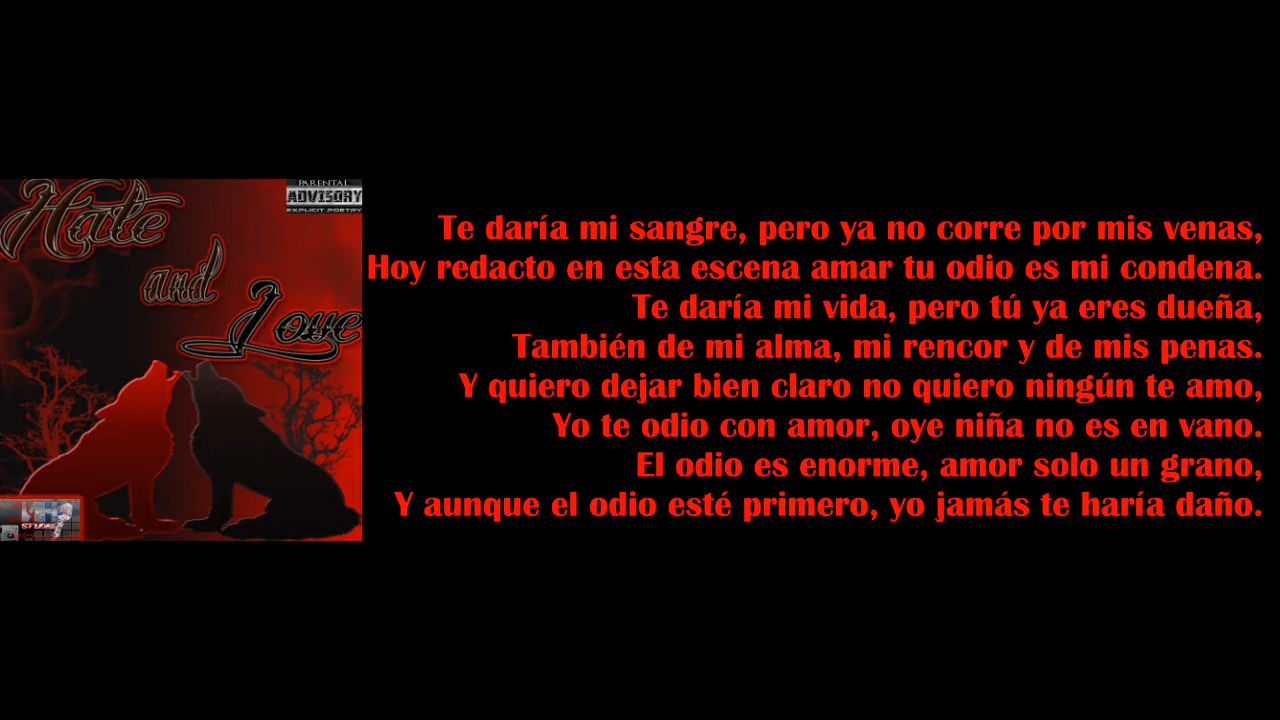 Hate
and
Love
PARENTAL
ADVISORY
EXPLICIT POETRY
STUDIO
Te daría mi sangre, pero ya no corre por mis venas,
Hoy redacto en esta escena amar tu odio es mi condena.
Te daría mi vida, pero tú ya eres dueña,
También de mi alma, mi rencor y de mis penas.
Y quiero dejar bien claro no quiero ningún te amo,
Yo te odio con amor, oye niña no es en vano.
El odio es enorme, amor solo un grano,
Y aunque el odio esté primero, yo jamás te haría daño.